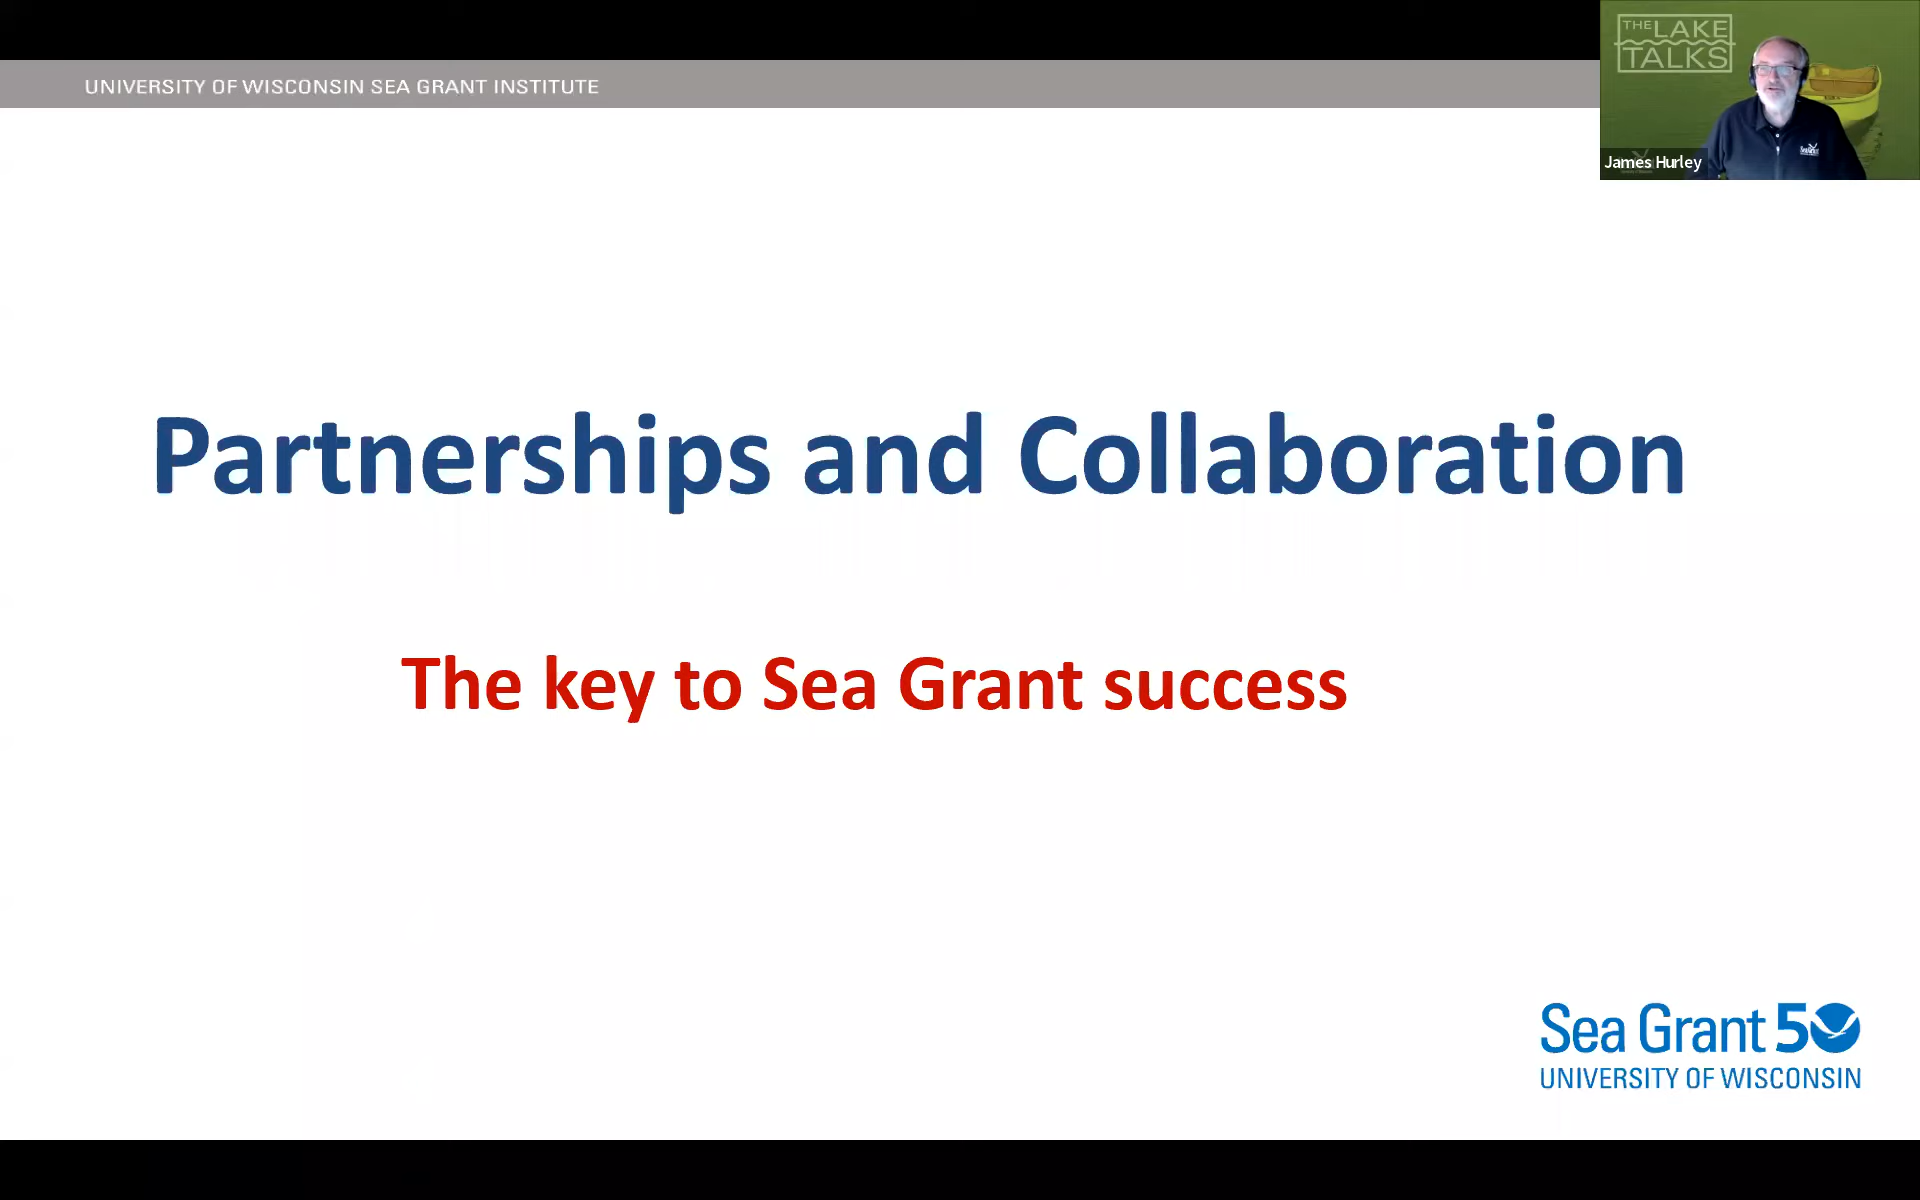 UNIVERSITY OF WISCONSIN SEA GRANT INSTITUTE
THE LAKE
TALKS
James Hurley
Partnerships and Collaboration
The key to Sea Grant success
Sea Grant 50
UNIVERSITY OF WISCONSIN